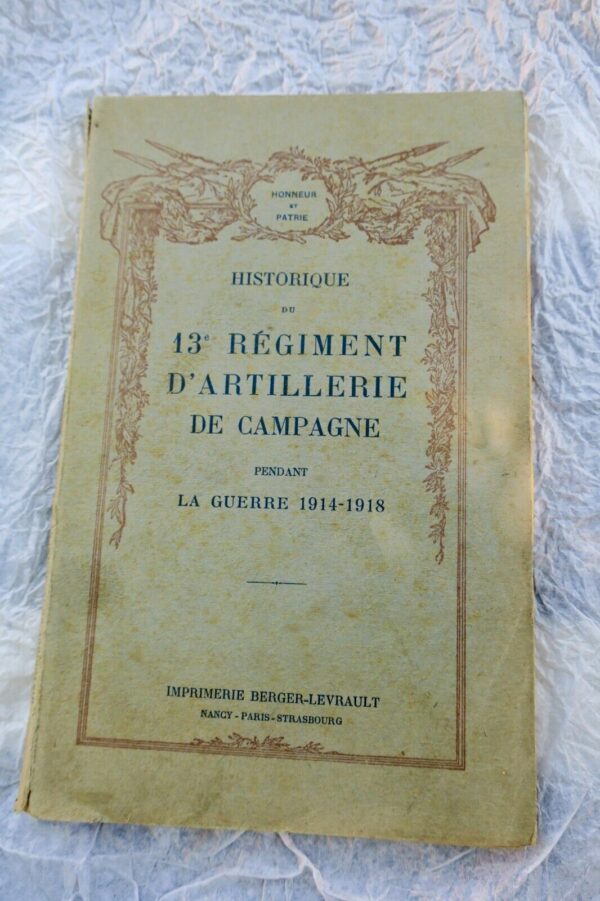 HONNEUR
ET
PATRIE
HISTORIQUE
DU
13e RÉGIMENT
D'ARTILLERIE
DE CAMPAGNE
PENDANT
LA GUERRE 1914-1918
IMPRIMERIE BERGER-LEVRAULT
NANCY - PARIS - STRASBOURG